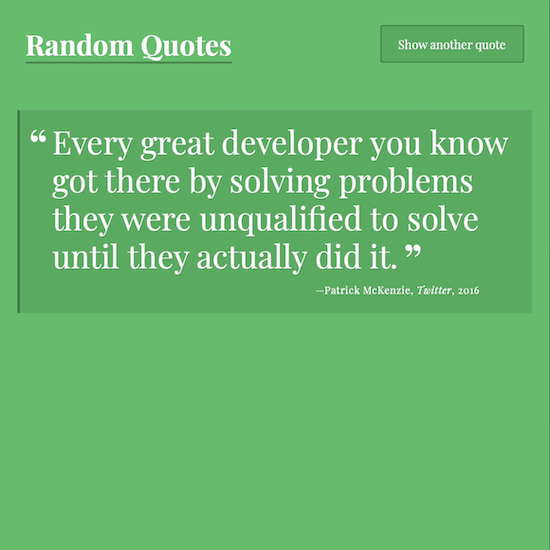 Random Quotes
Show another quote
“ Every great developer you know
got there by solving problems
they were unqualified to solve
until they actually did it. ”
—Patrick McKenzie, Twitter, 2016